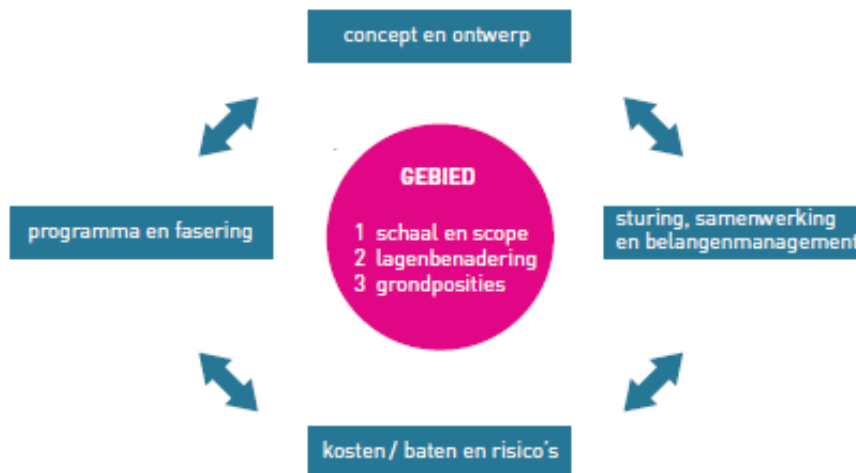 concept en ontwerp
GEBIED
1 schaal en scope
2 lagenbenadering
3 grondposities
programma en fasering
sturing, samenwerking
en belangenmanagement
kosten / baten en risico's